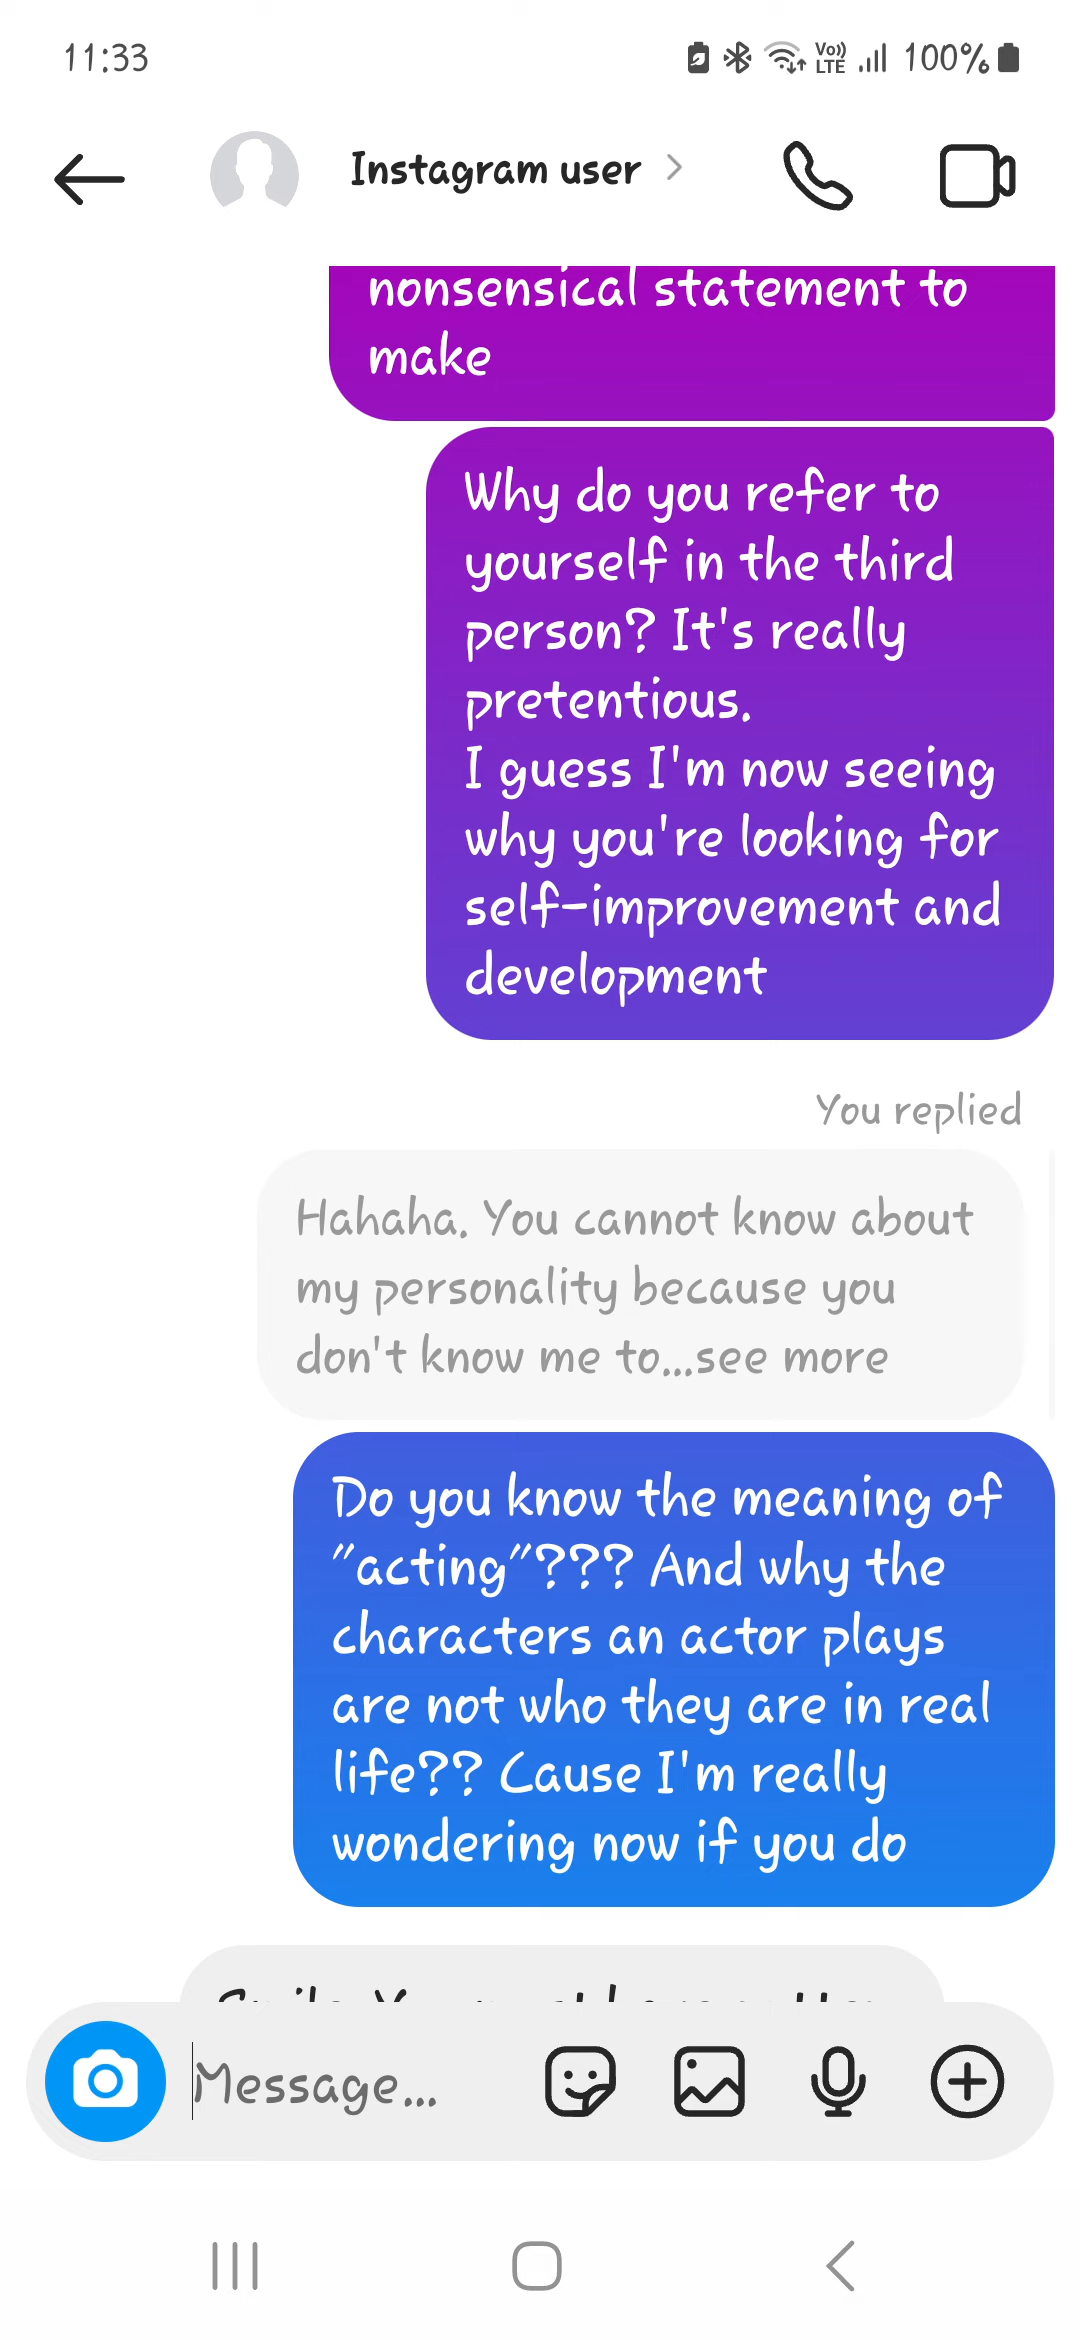 11:33
Vo))
LTE
100%
Instagram user
nonsensical statement to
make
Why do you refer to
yourself in the third
person? It's really
pretentious.
I guess I'm now seeing
why you're looking for
self-improvement and
development
You replied
Hahaha. You cannot know about
my personality because you
don't know me to...see more
Do you know the meaning of
"acting"??? And why the
characters an actor plays
are not who they are in real
life?? Cause I'm really
wondering now if you do
Message...